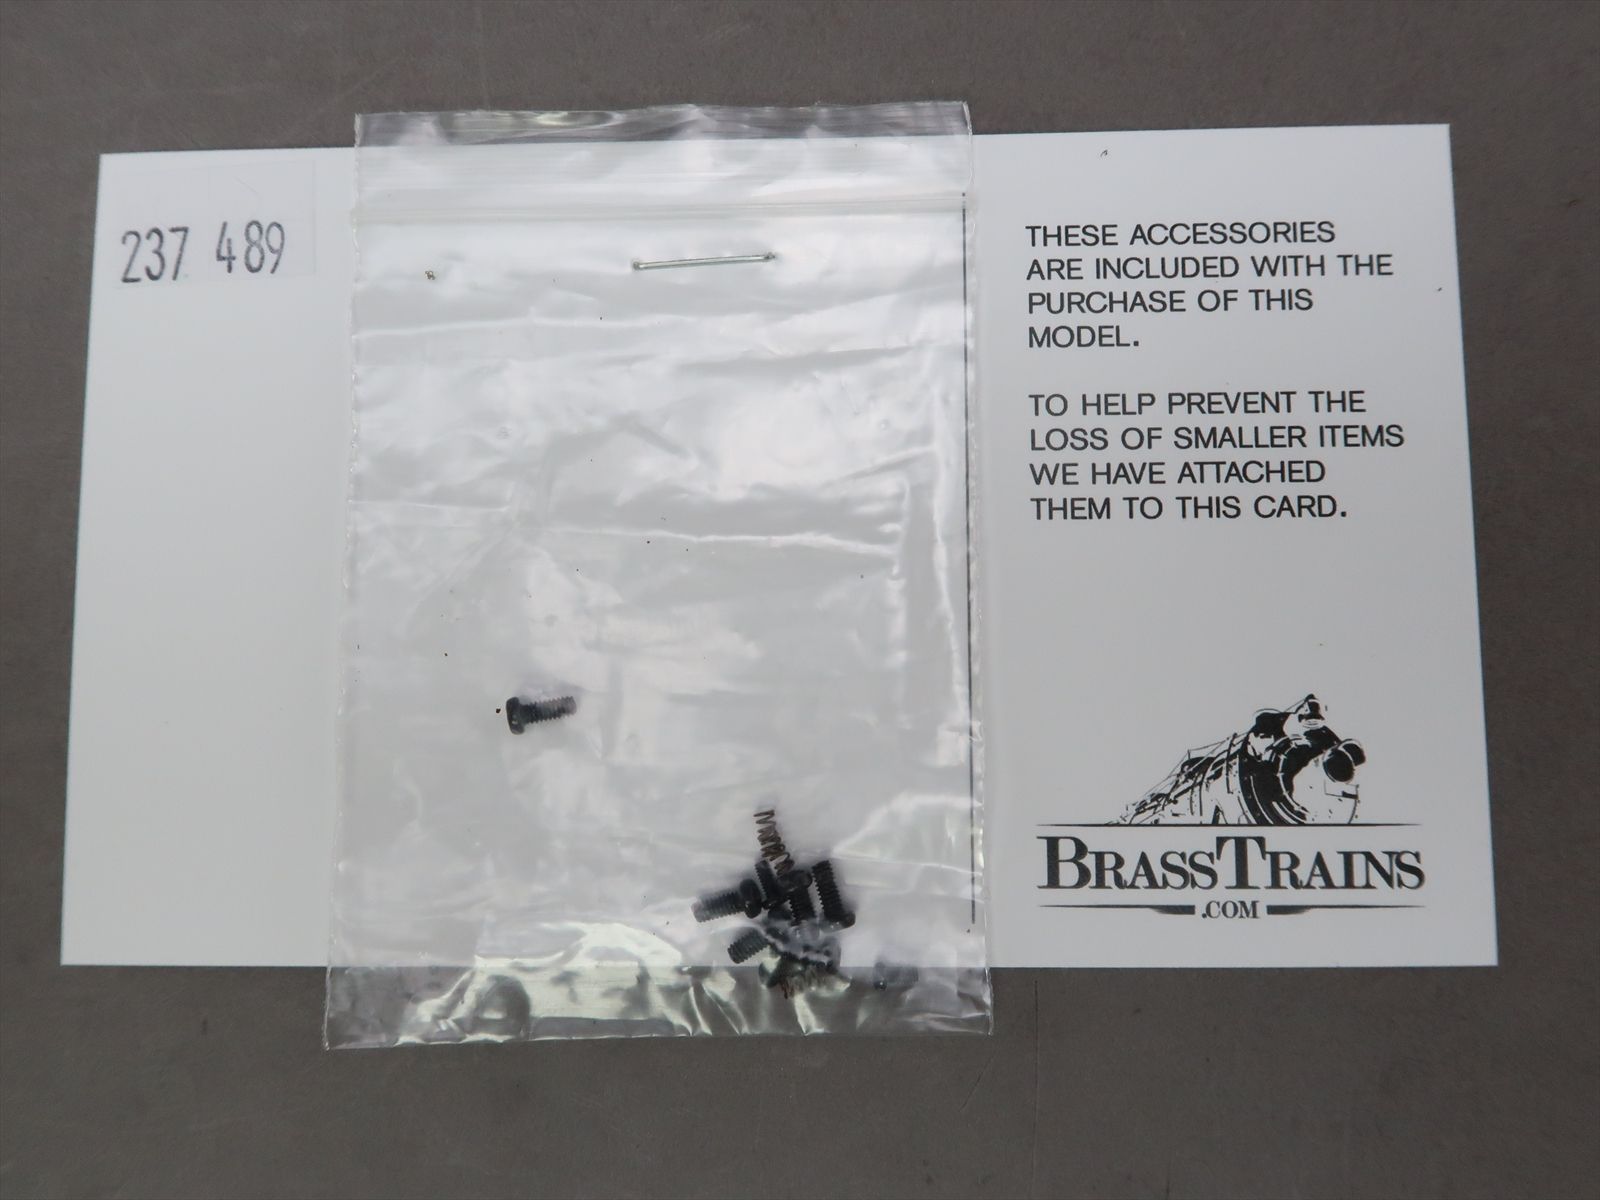 237 489
THESE ACCESSORIES
ARE INCLUDED WITH THE
PURCHASE OF THIS
MODEL.
TO HELP PREVENT THE
LOSS OF SMALLER ITEMS
WE HAVE ATTACHED
THEM TO THIS CARD.
BRASSTRAINS
.COM